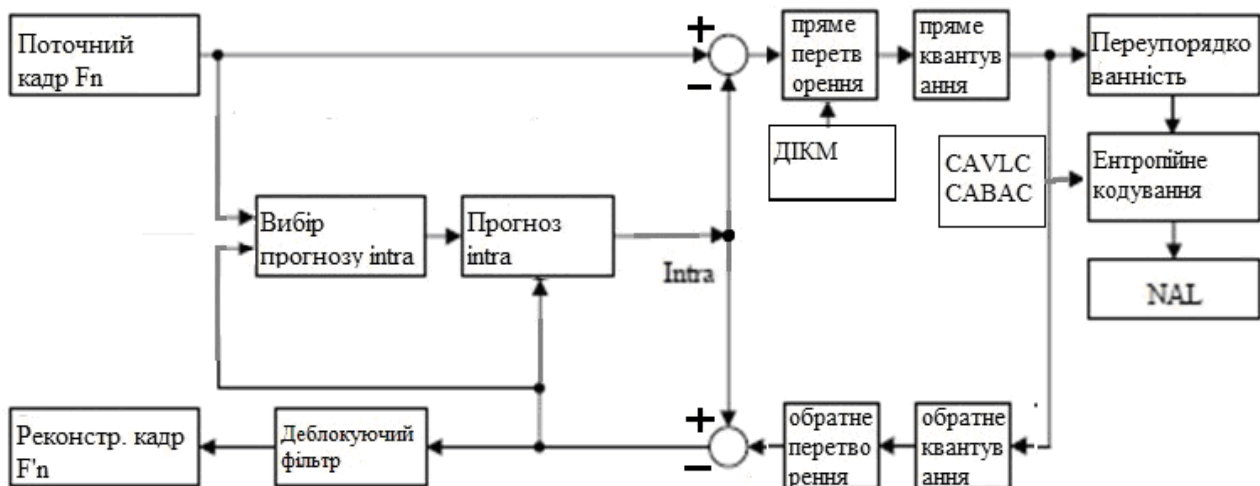 Поточний
кадр Fn
+
−
пряме
перетв
орення
пряме
квантув
ання
Переупорядко
ванність
ДІКМ
CAVLC
CABAC
Ентропійне
кодування
Вибір
прогнозу intra
Прогноз
intra
Intra
NAL
Реконстр. кадр
F'n
Деблокуючий
фільтр
+
−
обратне
перетво
рення
обратне
квантув
ання